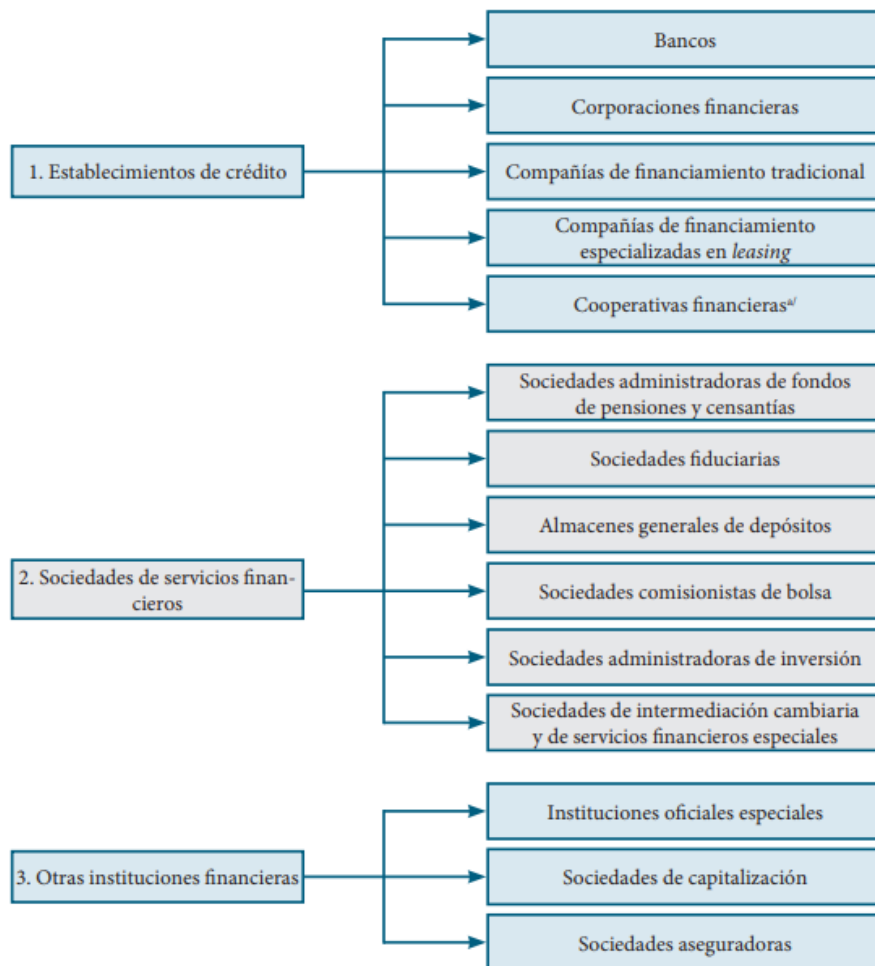 1. Establecimientos de crédito
Bancos
Corporaciones financieras
Compañías de financiamiento tradicional
Compañías de financiamiento
especializadas en leasing
Cooperativas financierasᵃ/
2. Sociedades de servicios finan-
cieros
Sociedades administradoras de fondos
de pensiones y censantías
Sociedades fiduciarias
Almacenes generales de depósitos
Sociedades comisionistas de bolsa
Sociedades administradoras de inversión
Sociedades de intermediación cambiaria
y de servicios financieros especiales
3. Otras instituciones financieras
Instituciones oficiales especiales
Sociedades de capitalización
Sociedades aseguradoras